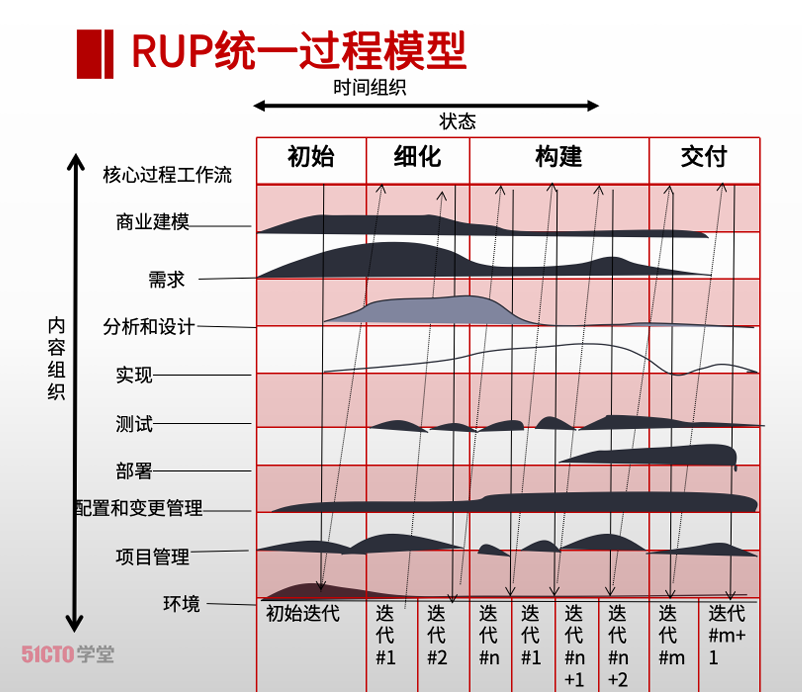 RUP统一过程模型
时间组织
状态
初始 细化 构建 交付
核心过程工作流
商业建模
需求
分析和设计
内容组织
实现
测试
部署
配置和变更管理
项目管理
环境
初始迭代
迭代#1
迭代#2
迭代#n
迭代#1
迭代#n+1
迭代#n+2
迭代#m
迭代#m+1
51CTO学堂